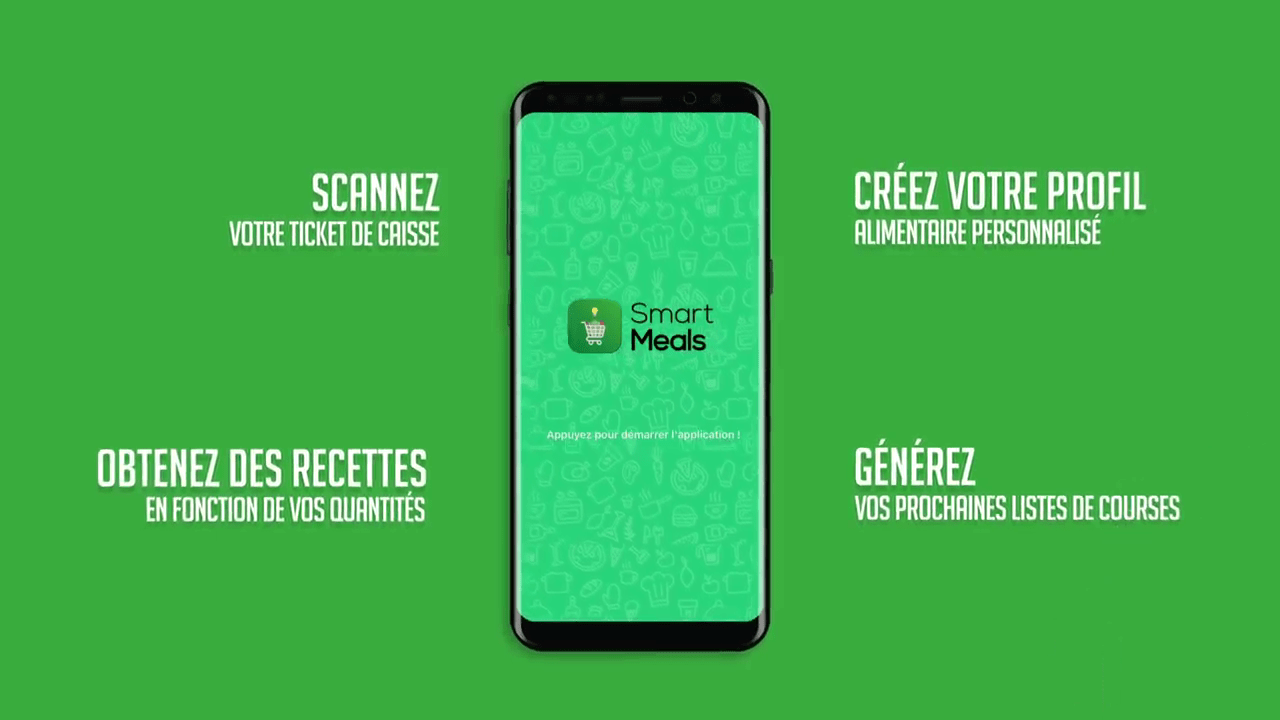 SCANNEZ
VOTRE TICKET DE CAISSE
CRÉEZ VOTRE PROFIL
ALIMENTAIRE PERSONNALISÉ
Smart
Meals
Appuyez pour démarrer l'application !
OBTENEZ DES RECETTES
EN FONCTION DE VOS QUANTITÉS
GÉNÉREZ
VOS PROCHAINES LISTES DE COURSES